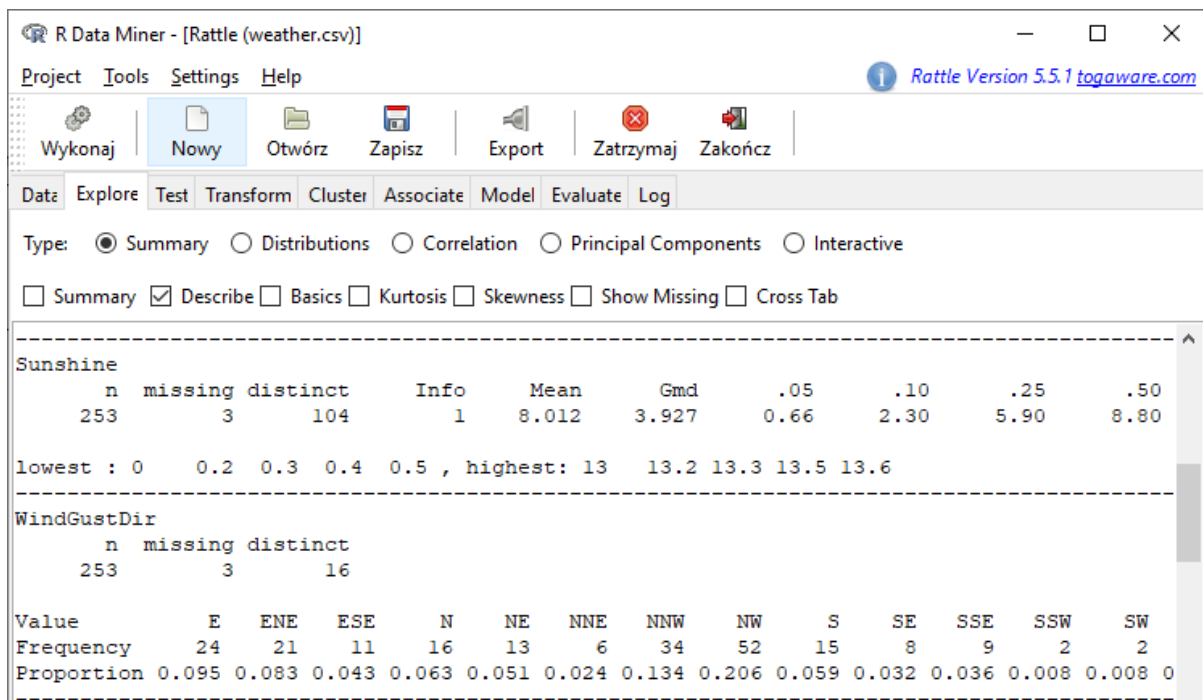 R Data Miner - [Rattle (weather.csv)]
Project Tools Settings Help Rattle Version 5.5.1 togaware.com
Wykonaj Nowy Otwórz Zapisz Export Zatrzymaj Zakończ
Data Explore Test Transform Cluster Associate Model Evaluate Log
Type: Summary Distributions Correlation Principal Components Interactive
Summary Describe Basics Kurtosis Skewness Show Missing Cross Tab
Sunshine
n missing distinct Info Mean Gmd .05 .10 .25 .50
253 3 104 1 8.012 3.927 0.66 2.30 5.90 8.80
lowest : 0 0.2 0.3 0.4 0.5 , highest: 13 13.2 13.3 13.5 13.6
WindGustDir
n missing distinct
253 3 16
Value E ENE ESE N NE NNE NNW NW S SE SSE SSW SW
Frequency 24 21 11 16 13 6 34 52 15 8 9 2 2
Proportion 0.095 0.083 0.043 0.063 0.051 0.024 0.134 0.206 0.059 0.032 0.036 0.008 0.008 0